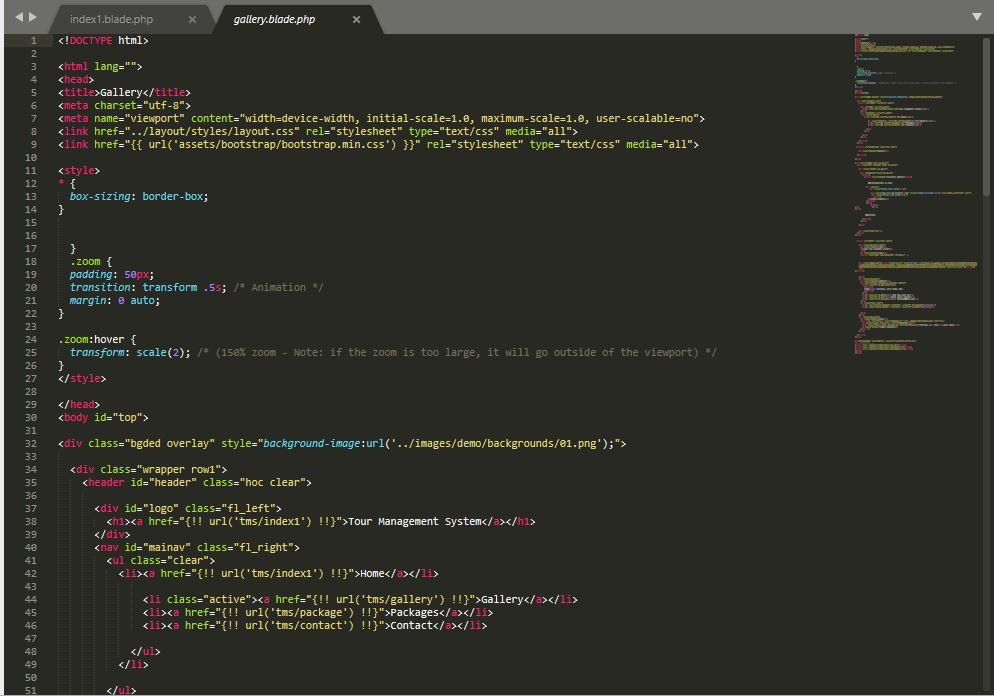 index1.blade.php
gallery.blade.php
1 <!DOCTYPE html>
2
3 <html lang="">
4 <head>
5 <title>Gallery</title>
6 <meta charset="utf-8">
7 <meta name="viewport" content="width=device-width, initial-scale=1.0, maximum-scale=1.0, user-scalable=no">
8 <link href="../layout/styles/layout.css" rel="stylesheet" type="text/css" media="all">
9 <link href="{{ url('assets/bootstrap/bootstrap.min.css') }}" rel="stylesheet" type="text/css" media="all">
10
11 <style>
12 * {
13 box-sizing: border-box;
14 }
15
16
17 }
18 .zoom {
19 padding: 50px;
20 transition: transform .5s; /* Animation */
21 margin: 0 auto;
22 }
23
24 .zoom:hover {
25 transform: scale(2); /* (150% zoom - Note: if the zoom is too large, it will go outside of the viewport) */
26 }
27 </style>
28
29 </head>
30 <body id="top">
31
32 <div class="bgded overlay" style="background-image:url('../images/demo/backgrounds/01.png');">
33
34 <div class="wrapper row1">
35 <header id="header" class="hoc clear">
36
37 <div id="logo" class="fl_left">
38 <h1><a href="{!! url('tms/index1') !!}">Tour Management System</a></h1>
39 </div>
40 <nav id="mainav" class="fl_right">
41 <ul class="clear">
42 <li><a href="{!! url('tms/index1') !!}">Home</a></li>
43
44 <li class="active"><a href="{!! url('tms/gallery') !!}">Gallery</a></li>
45 <li><a href="{!! url('tms/package') !!}">Packages</a></li>
46 <li><a href="{!! url('tms/contact') !!}">Contact</a></li>
47
48 </ul>
49 </li>
50
51 </ul>